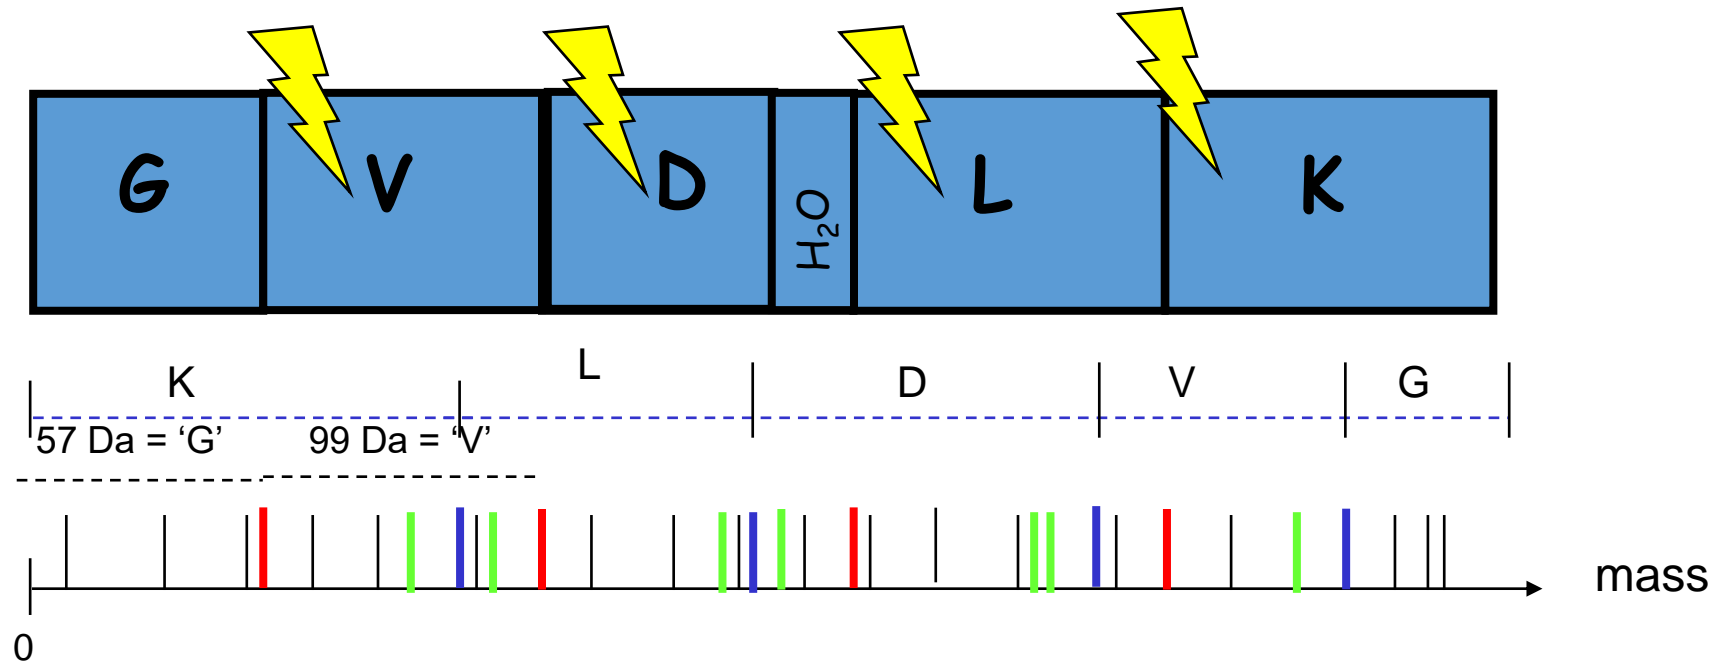 G V D H₂O L K
K L D V G
57 Da = ‘G’ 99 Da = ‘V’
mass
0